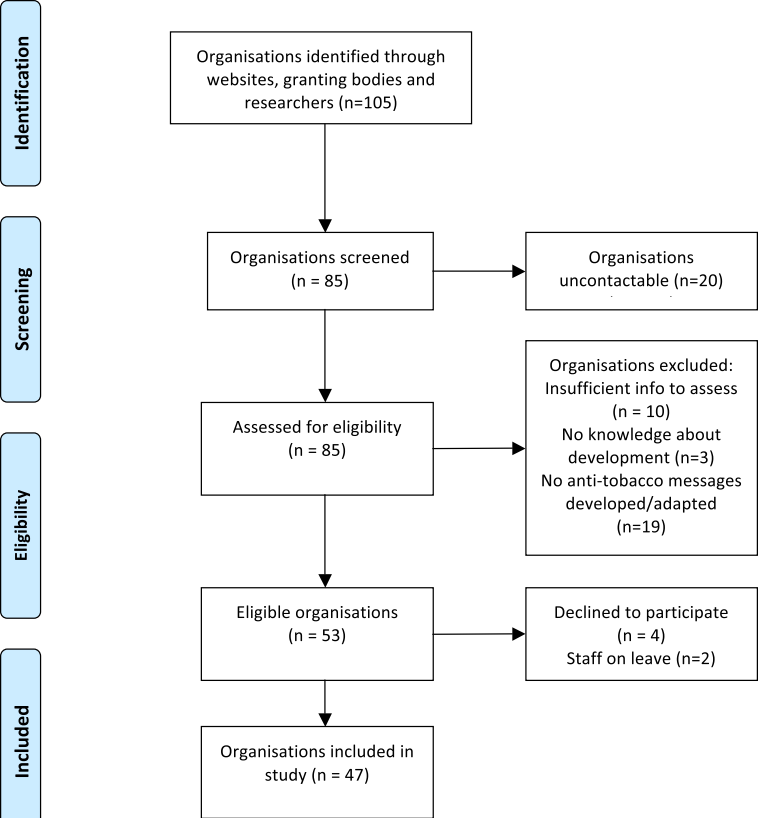 Identification
Organisations identified through
websites, granting bodies and
researchers (n=105)
Screening
Organisations screened
(n = 85)
Organisations
uncontactable (n=20)
Assessed for eligibility
(n = 85)
Organisations excluded:
Insufficient info to assess
(n = 10)
No knowledge about
development (n=3)
No anti-tobacco messages
developed/adapted
(n=19)
Eligibility
Eligible organisations
(n = 53)
Declined to participate
(n = 4)
Staff on leave (n=2)
Included
Organisations included in
study (n = 47)